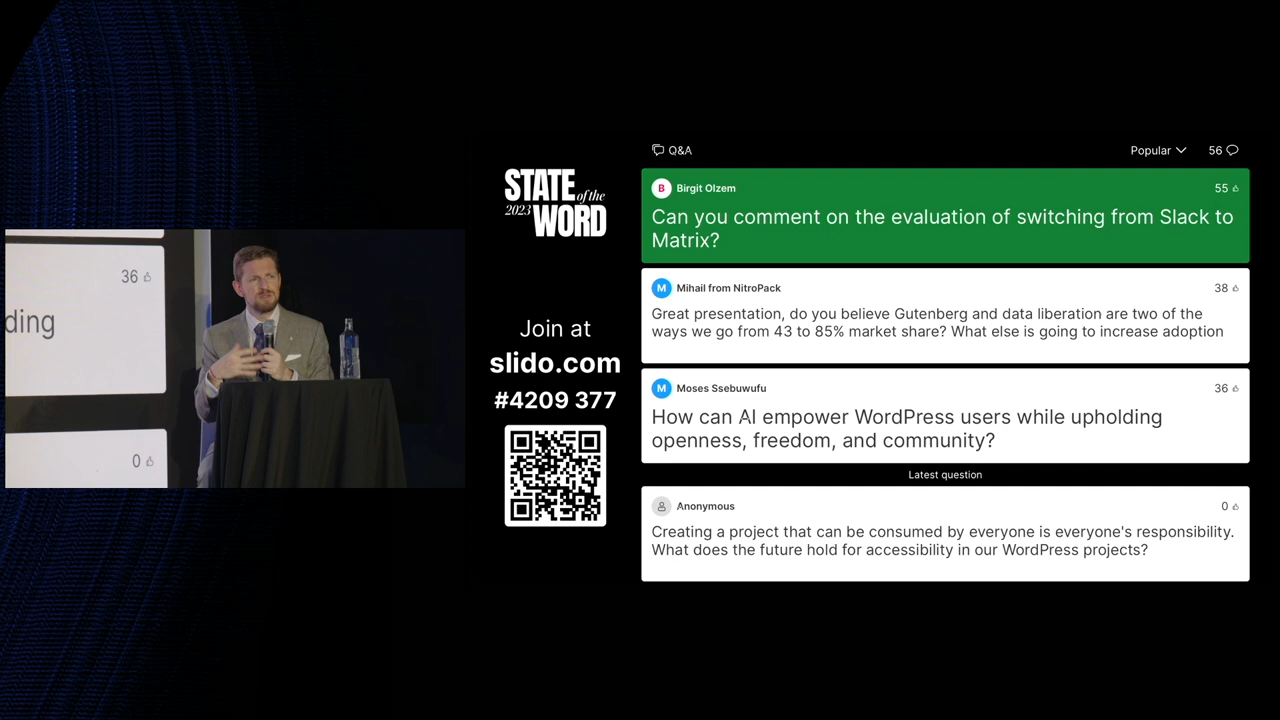 36
ding
0
STATE of the
2023 WORD
Join at
slido.com
#4209 377
Q&A
Popular
56
B Birgit Olzem
55
Can you comment on the evaluation of switching from Slack to
Matrix?
M Mihail from NitroPack
38
Great presentation, do you believe Gutenberg and data liberation are two of the
ways we go from 43 to 85% market share? What else is going to increase adoption
M Moses Ssebuwufu
36
How can AI empower WordPress users while upholding
openness, freedom, and community?
Latest question
Anonymous
0
Creating a project that can be consumed by everyone is everyone's responsibility.
What does the future hold for accessibility in our WordPress projects?